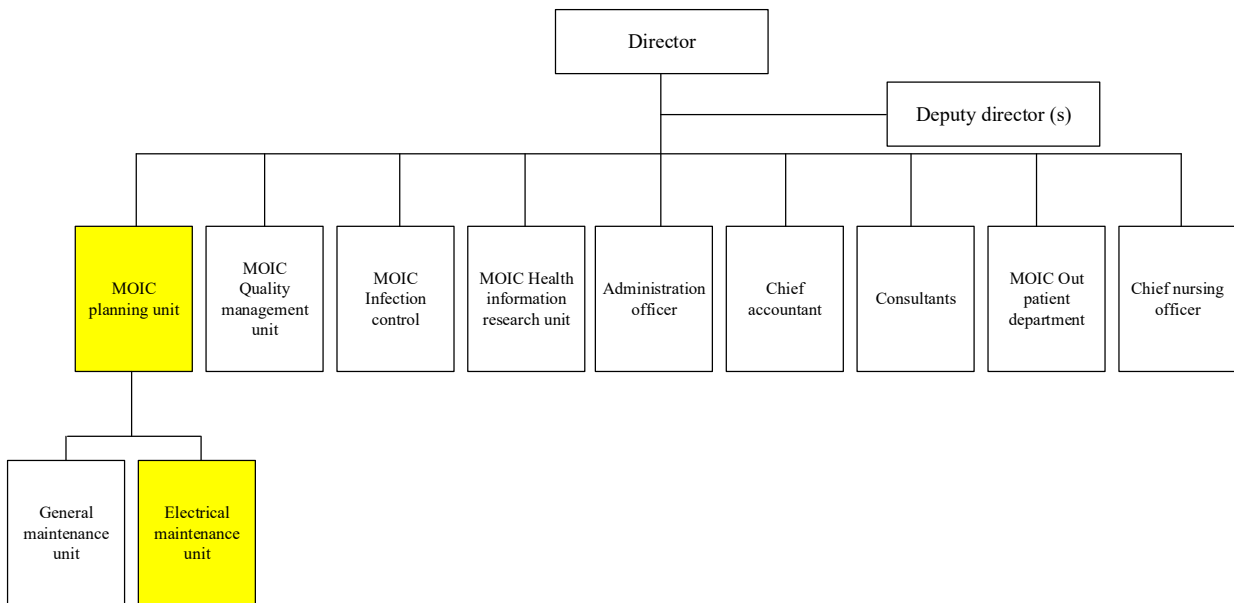 Director
Deputy director (s)
MOIC
planning unit
MOIC
Quality
management
unit
MOIC
Infection
control
MOIC Health
information
research unit
Administration
officer
Chief
accountant
Consultants
MOIC Out
patient
department
Chief nursing
officer
General
maintenance
unit
Electrical
maintenance
unit